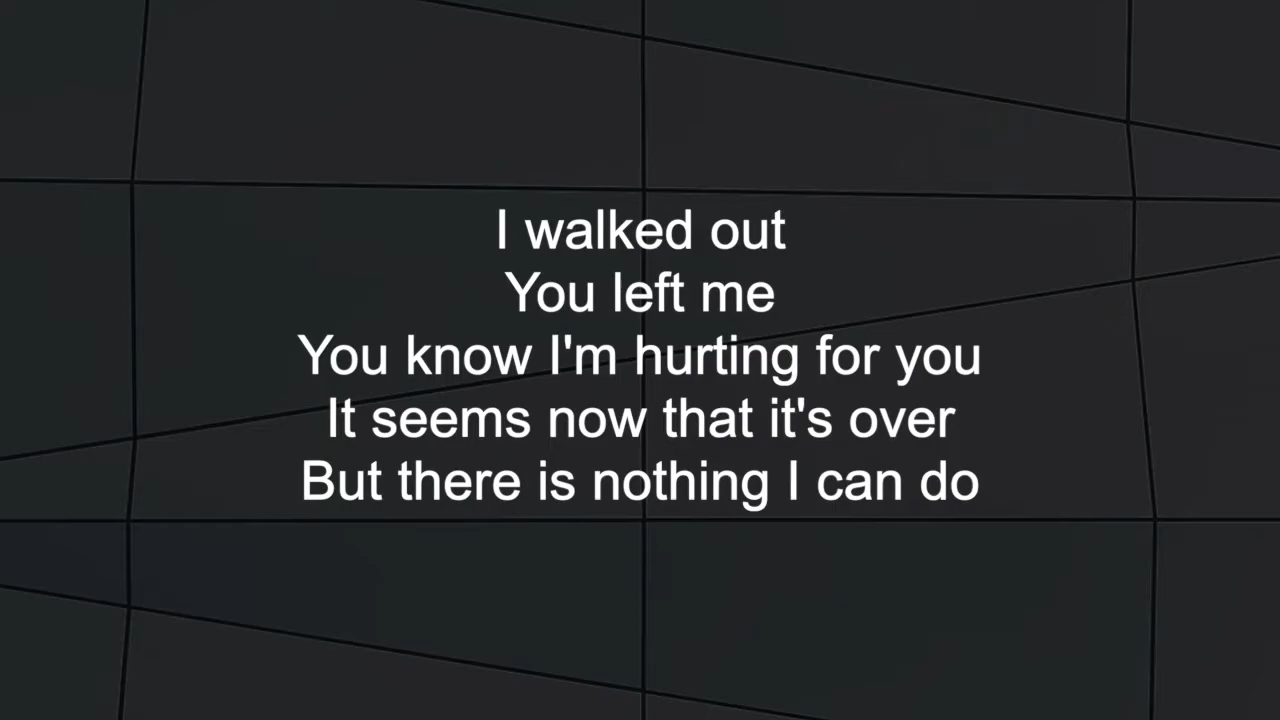 I walked out
You left me
You know I'm hurting for you
It seems now that it's over
But there is nothing I can do